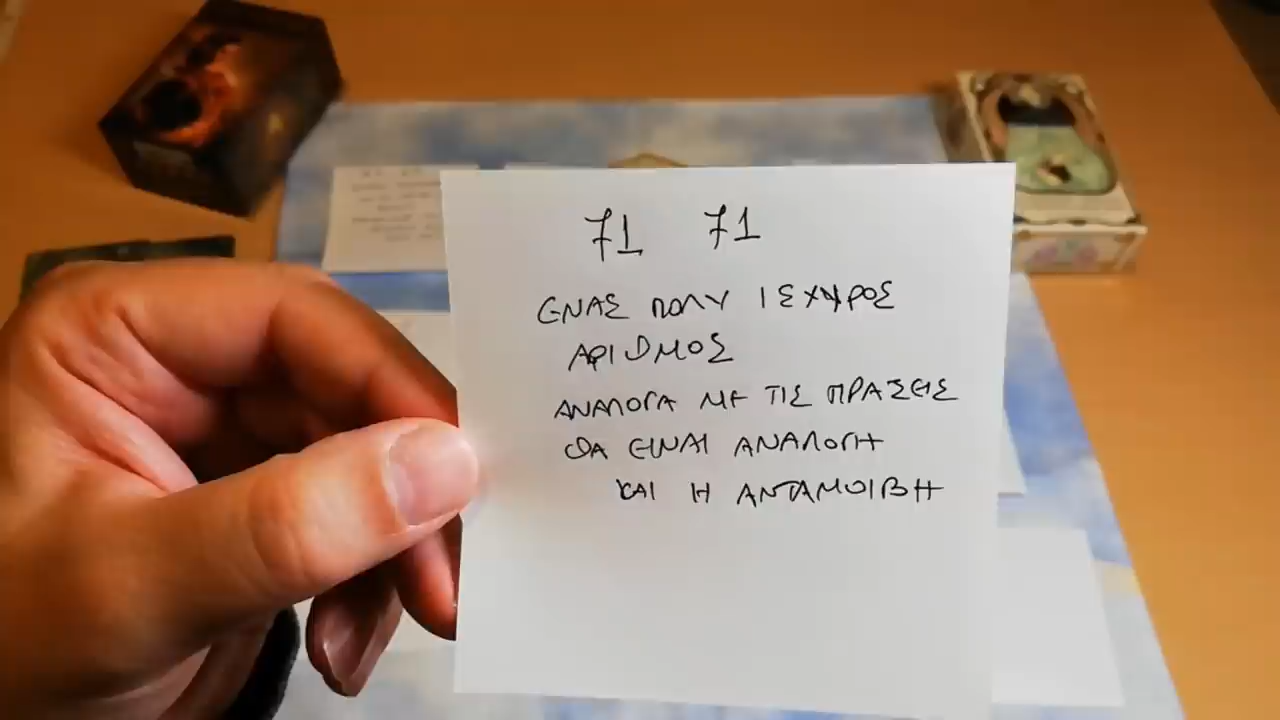 71 71
ΕΝΑΣ ΠΟΛΥ ΙΣΧΥΡΟΣ
ΑΡΙΘΜΟΣ
ΑΝΑΛΟΓΑ ΜΕ ΤΙΣ ΠΡΑΞΕΙΣ
ΘΑ ΕΙΝΑΙ ΑΝΑΛΟΓΗ
ΚΑΙ Η ΑΝΤΑΜΟΙΒΗ